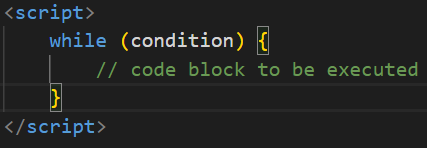 <script>
    while (condition) {
        // code block to be executed
    }
</script>